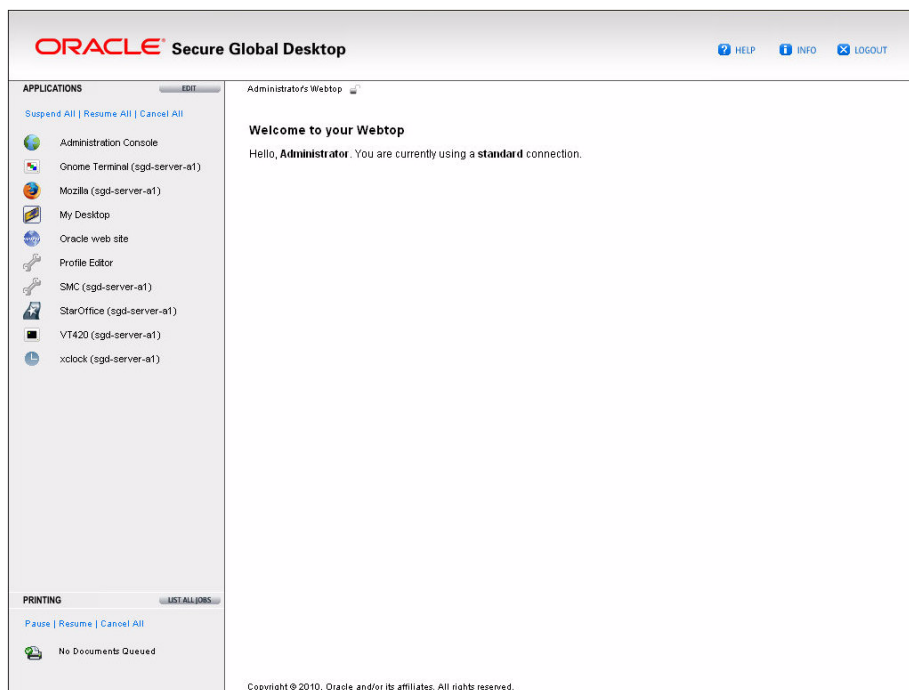 ORACLE Secure Global Desktop
HELP
INFO
LOGOUT
APPLICATIONS
EDIT
Suspend All | Resume All | Cancel All
Administration Console
Gnome Terminal (sgd-server-a1)
Mozilla (sgd-server-a1)
My Desktop
Oracle web site
Profile Editor
SMC (sgd-server-a1)
StarOffice (sgd-server-a1)
VT420 (sgd-server-a1)
xclock (sgd-server-a1)
PRINTING
LIST ALL JOBS
Pause | Resume | Cancel All
No Documents Queued
Administrator's Webtop
Welcome to your Webtop
Hello, Administrator. You are currently using a standard connection.
Copyright © 2010, Oracle and/or its affiliates. All rights reserved.